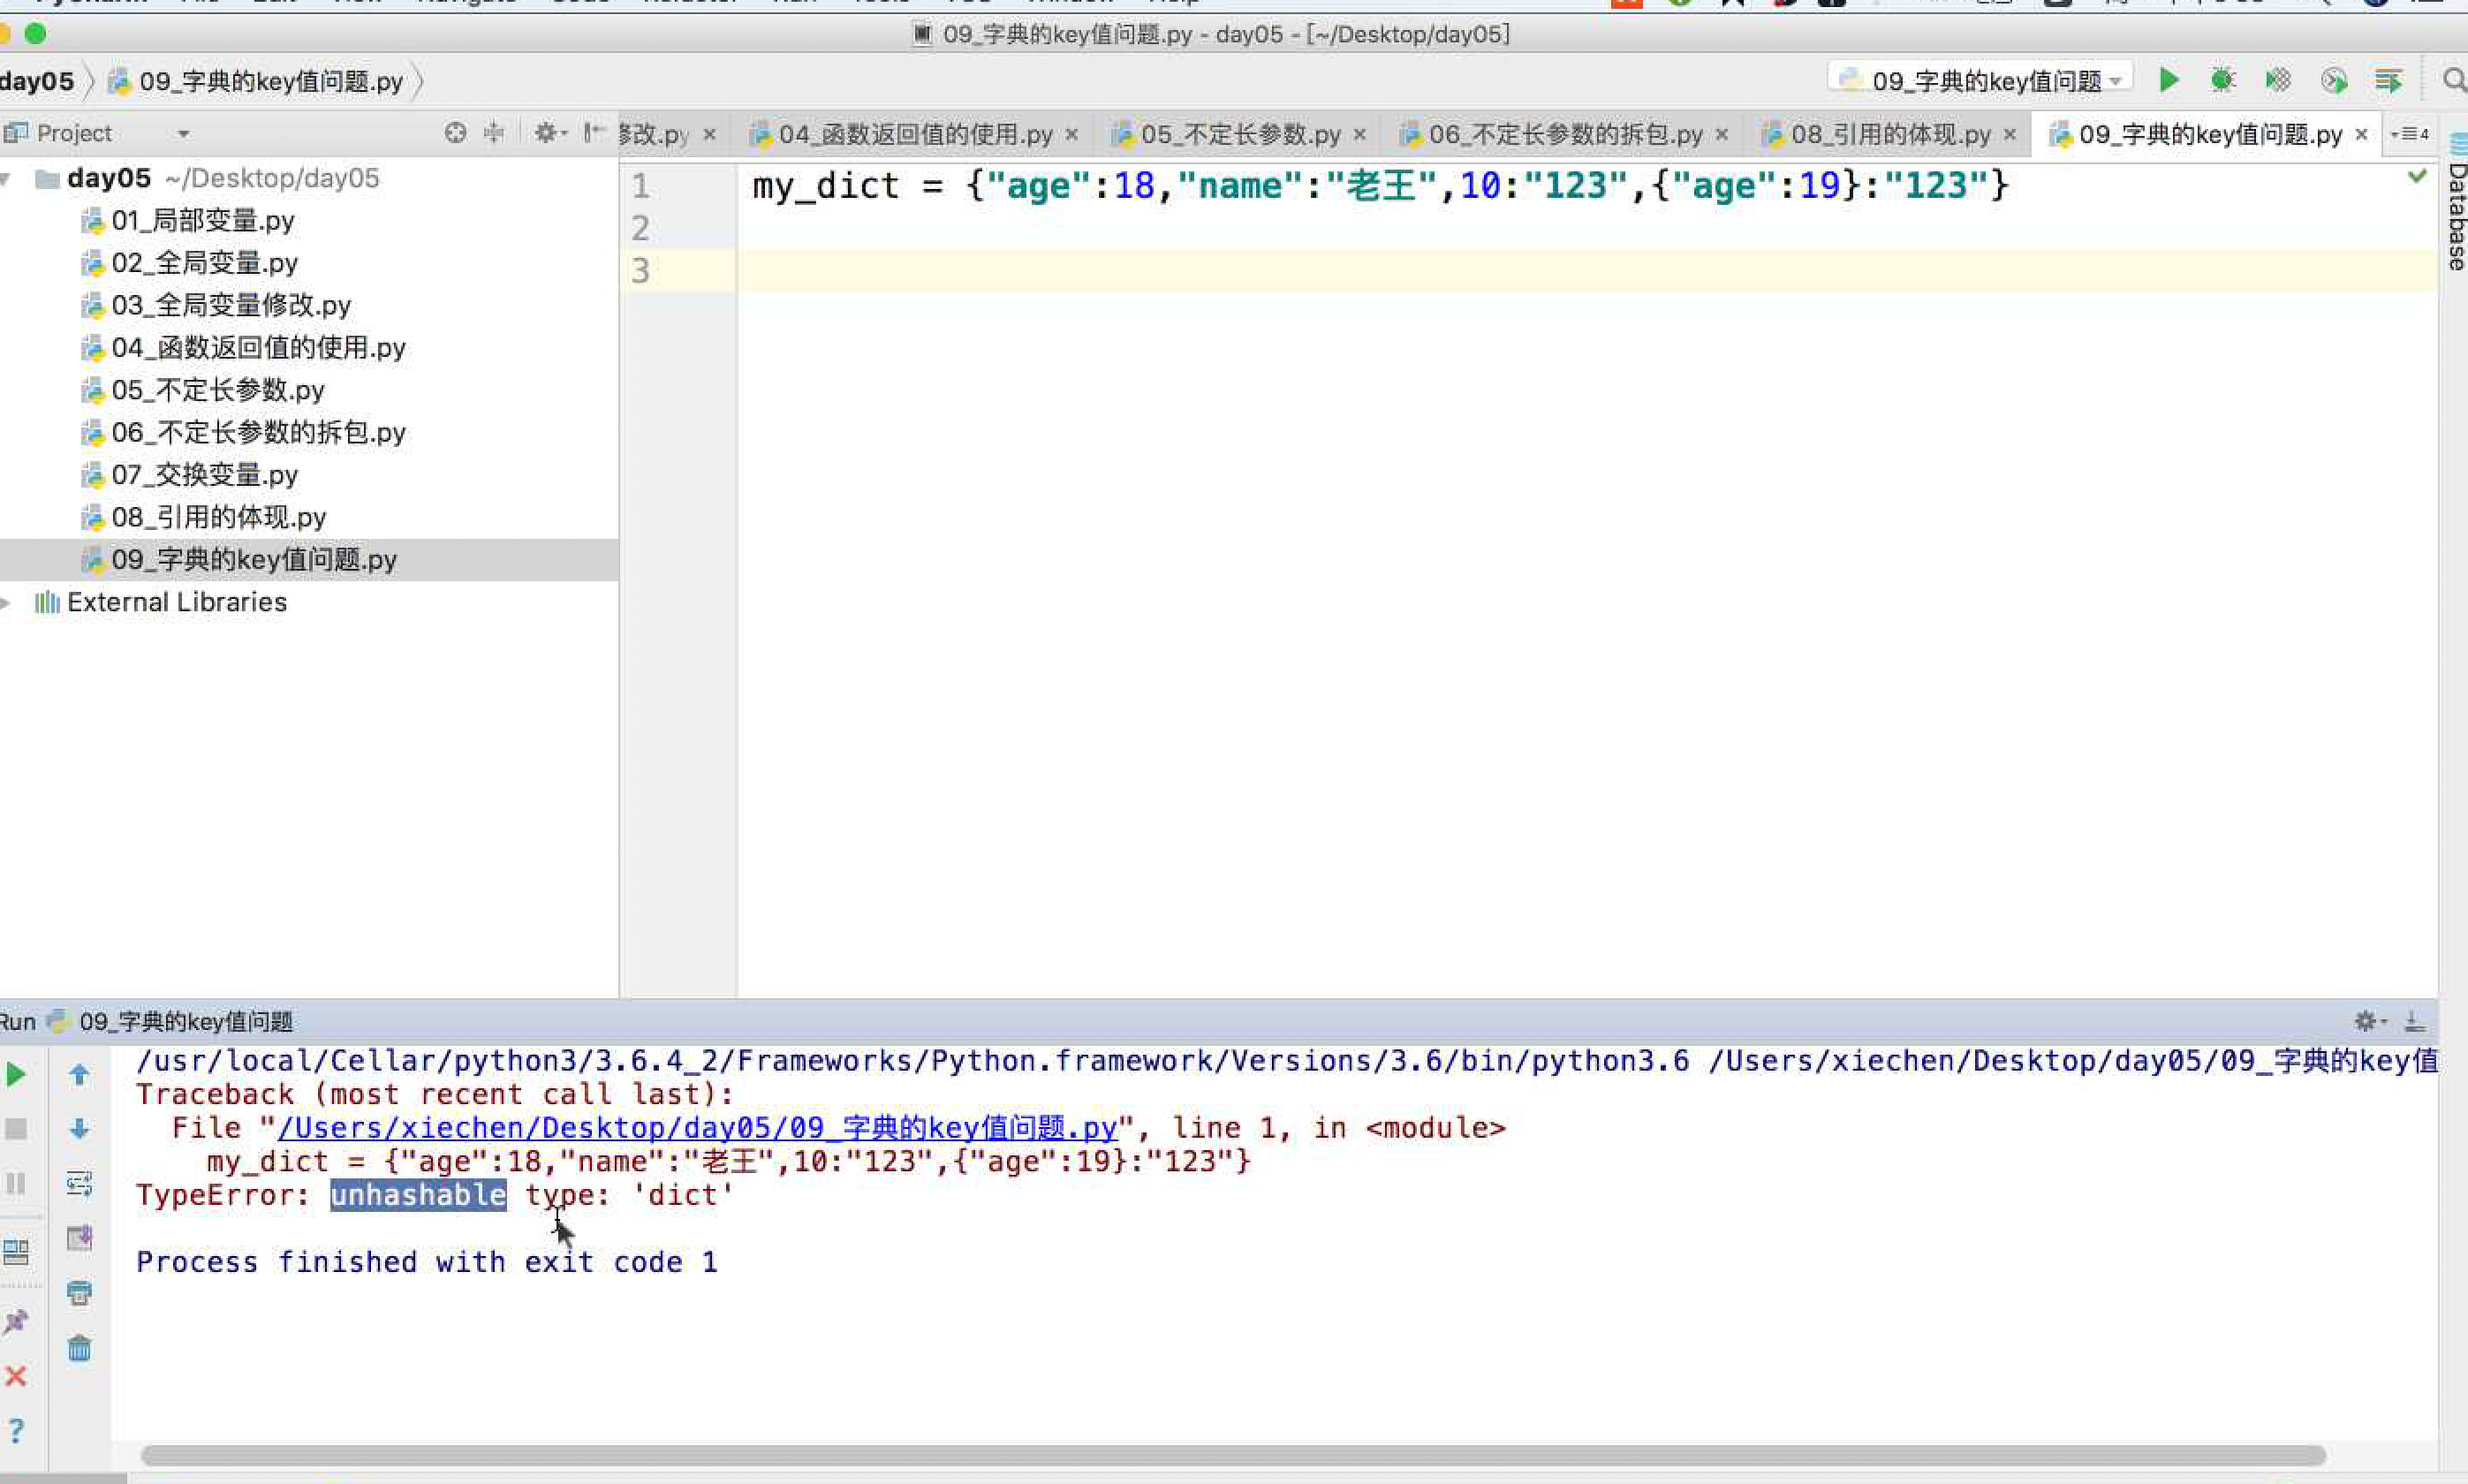 09_字典的key值问题.py - day05 - [~/Desktop/day05]
day05 09_字典的key值问题.py
09_字典的key值问题
Project
修改.py 04_函数返回值的使用.py 05_不定长参数.py 06_不定长参数的拆包.py 08_引用的体现.py 09_字典的key值问题.py 4
day05 ~/Desktop/day05
01_局部变量.py
02_全局变量.py
03_全局变量修改.py
04_函数返回值的使用.py
05_不定长参数.py
06_不定长参数的拆包.py
07_交换变量.py
08_引用的体现.py
09_字典的key值问题.py
External Libraries
1 my_dict = {"age":18,"name":"老王",10:"123",{"age":19}:"123"}
2
3
Database
Run 09_字典的key值问题
/usr/local/Cellar/python3/3.6.4_2/Frameworks/Python.framework/Versions/3.6/bin/python3.6 /Users/xiechen/Desktop/day05/09_字典的key值
Traceback (most recent call last):
File "/Users/xiechen/Desktop/day05/09_字典的key值问题.py", line 1, in <module>
my_dict = {"age":18,"name":"老王",10:"123",{"age":19}:"123"}
TypeError: unhashable type: 'dict'
Process finished with exit code 1